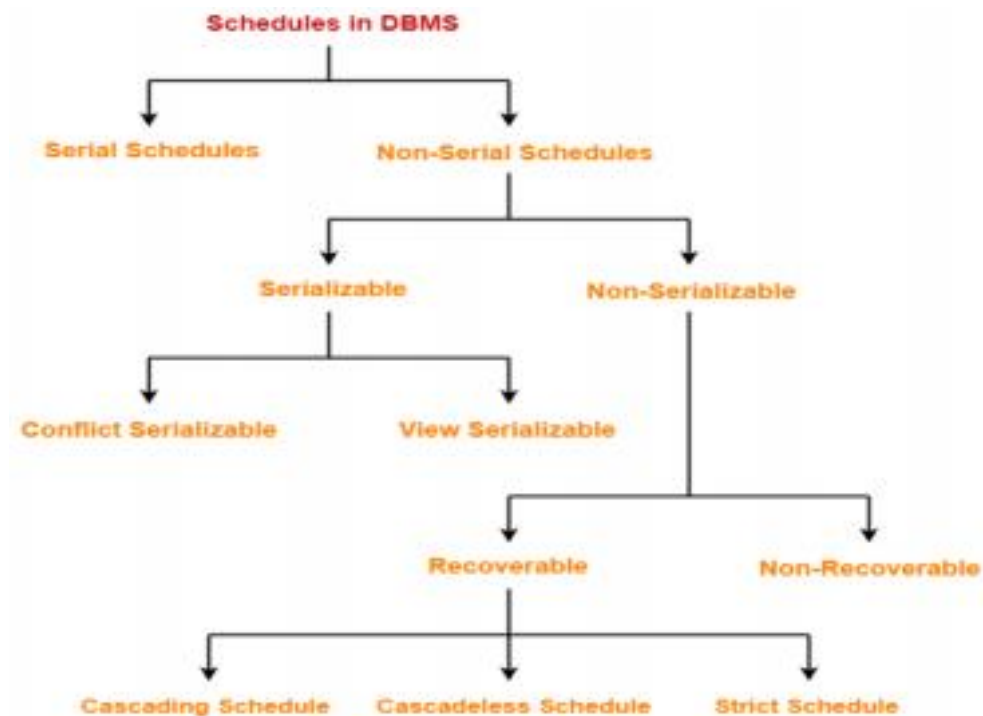 Schedules in DBMS
Serial Schedules
Non-Serial Schedules
Serializable
Non-Serializable
Conflict Serializable
View Serializable
Recoverable
Non-Recoverable
Cascading Schedule
Cascadeless Schedule
Strict Schedule